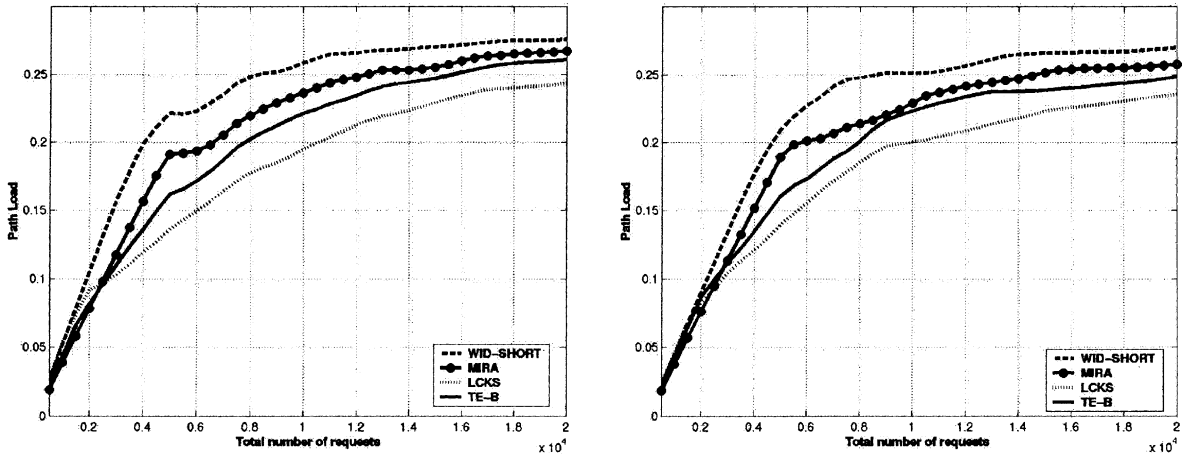 0.25
0.2
0.15
0.1
0.05
0
Path Load
0.2 0.4 0.6 0.8 1.0 1.2 1.4 1.6 1.8 2
Total number of requests
x 10^4
WID-SHORT
MIRA
LCKS
TE-B
0.25
0.2
0.15
0.1
0.05
0
Path Load
0.2 0.4 0.6 0.8 1.0 1.2 1.4 1.6 1.8 2
Total number of requests
x 10^4
WID-SHORT
MIRA
LCKS
TE-B